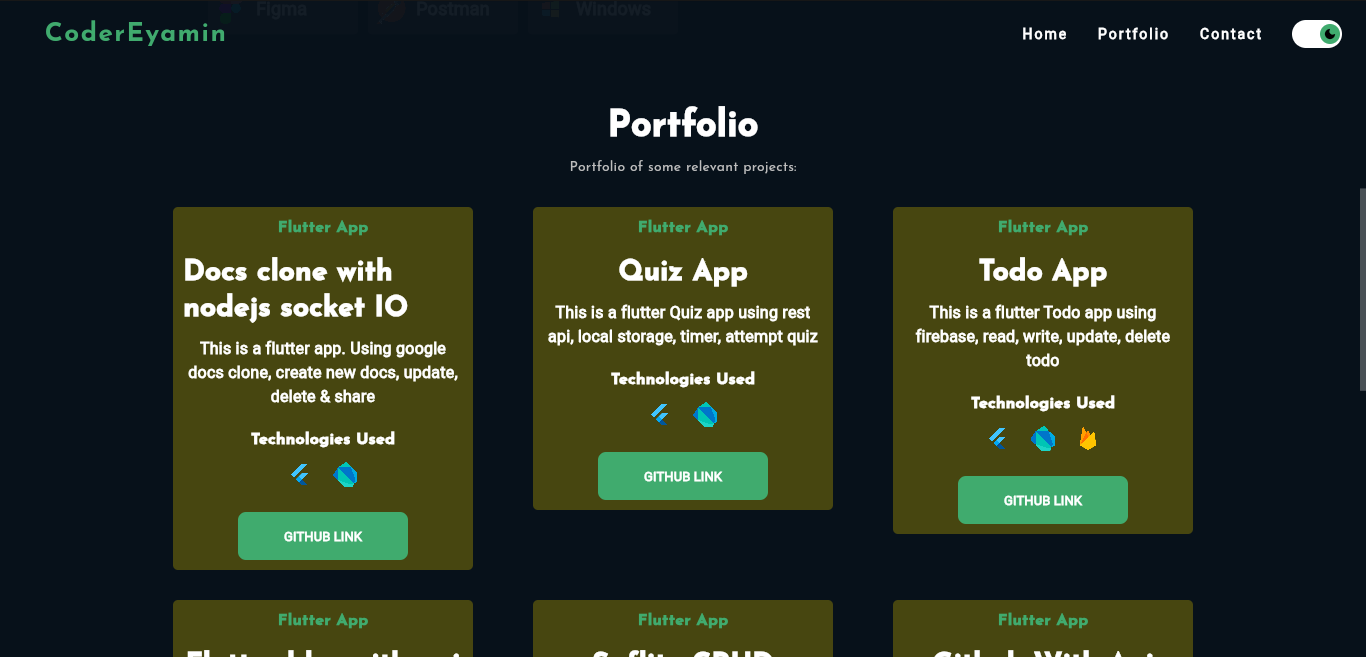 Figma
Postman
Windows
CoderEyamin
Home
Portfolio
Contact
Portfolio
Portfolio of some relevant projects:
Flutter App
Docs clone with
nodejs socket IO
This is a flutter app. Using google
docs clone, create new docs, update,
delete & share
Technologies Used
GITHUB LINK
Flutter App
Quiz App
This is a flutter Quiz app using rest
api, local storage, timer, attempt quiz
Technologies Used
GITHUB LINK
Flutter App
Todo App
This is a flutter Todo app using
firebase, read, write, update, delete
todo
Technologies Used
GITHUB LINK
Flutter App
Flutter App
CRUD
Flutter App
Github With Api